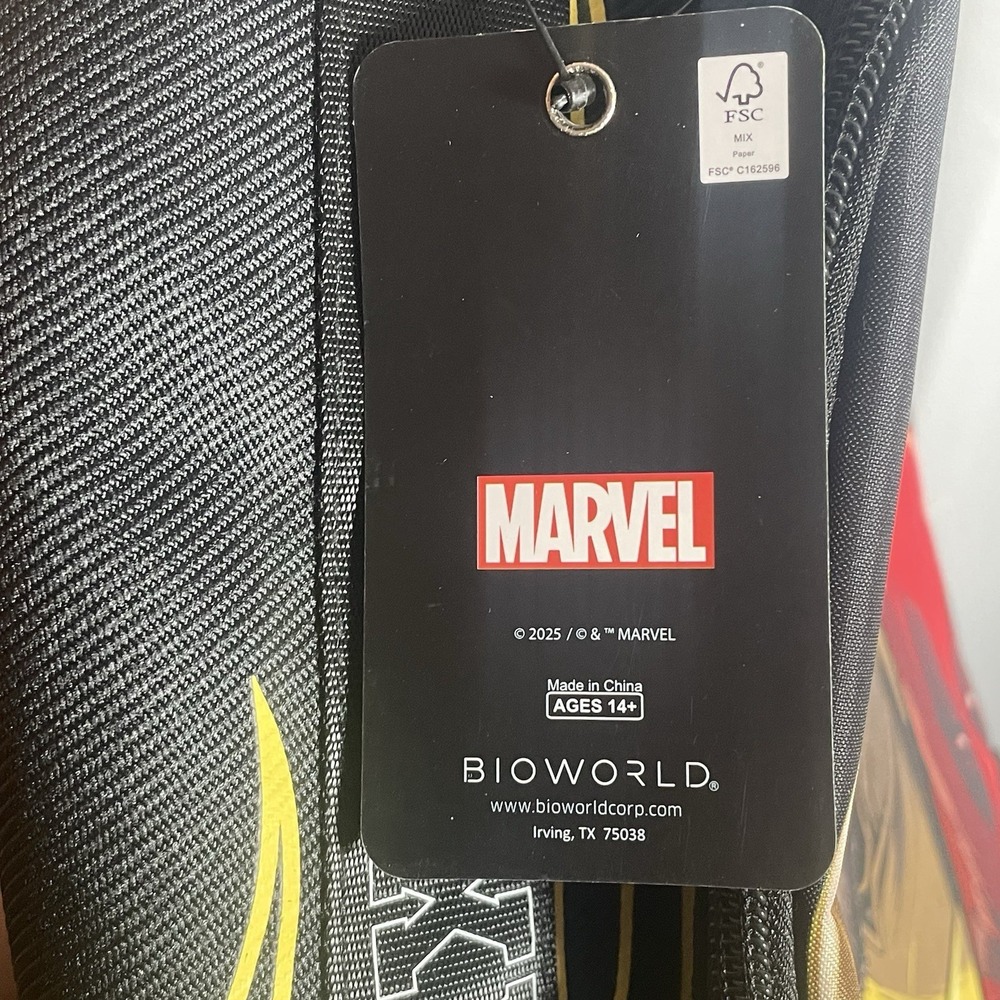 FSC®
MIX
Paper
FSC® C162596
MARVEL
© 2025 / © & ™ MARVEL
Made in China
AGES 14+
BIOWORLD®
www.bioworldcorp.com
Irving, TX 75038